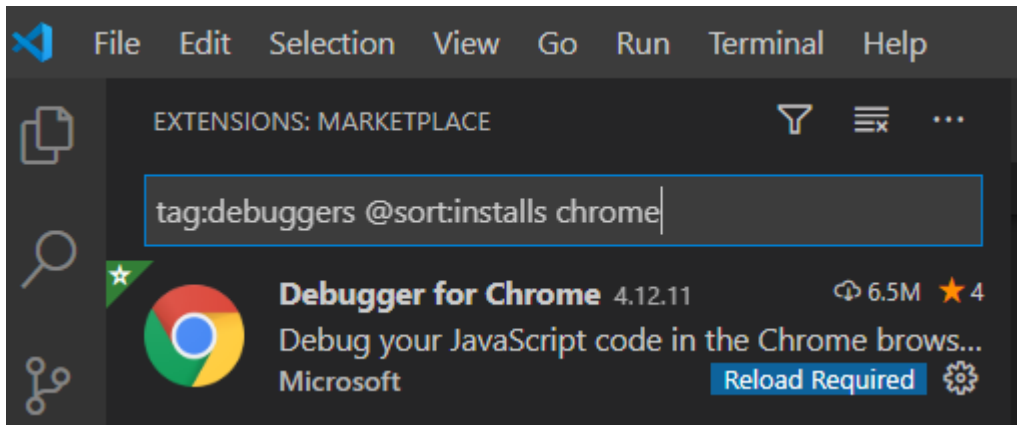 File Edit Selection View Go Run Terminal Help
EXTENSIONS: MARKETPLACE
tag:debuggers @sort:installs chrome
Debugger for Chrome 4.12.11 6.5M 4
Debug your JavaScript code in the Chrome brows...
Microsoft Reload Required